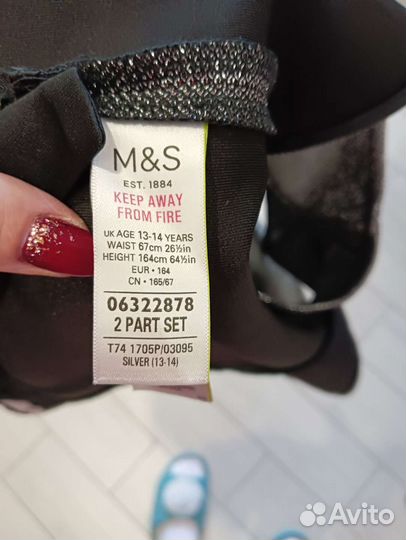 M&S
EST. 1884
KEEP AWAY
FROM FIRE
UK AGE 13-14 YEARS
WAIST 67cm 26½in
HEIGHT 164cm 64½in
EUR • 164
CN • 165/67
06322878
2 PART SET
T74 1705P/03095
SILVER (13-14)
Avito